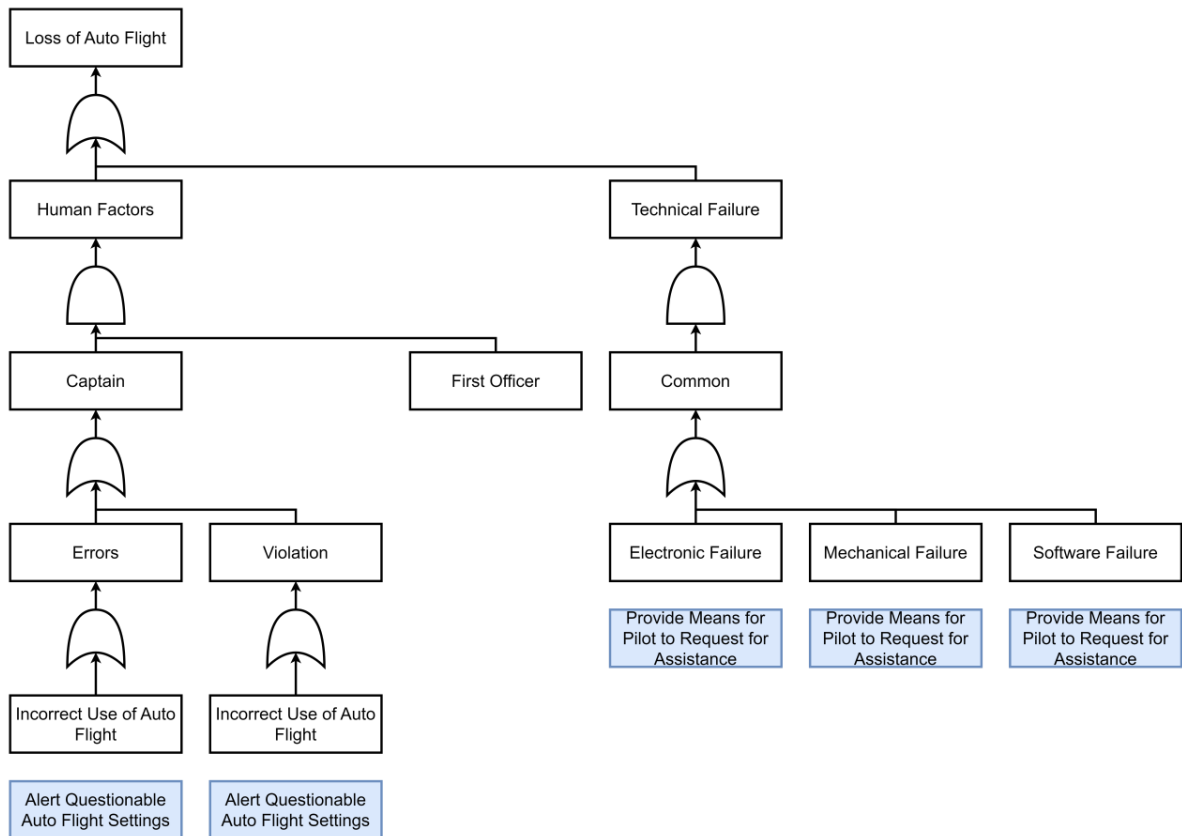 Loss of Auto Flight
Human Factors
Technical Failure
Captain
First Officer
Common
Errors
Violation
Electronic Failure
Mechanical Failure
Software Failure
Provide Means for
Pilot to Request for
Assistance
Provide Means for
Pilot to Request for
Assistance
Provide Means for
Pilot to Request for
Assistance
Incorrect Use of Auto
Flight
Incorrect Use of Auto
Flight
Alert Questionable
Auto Flight Settings
Alert Questionable
Auto Flight Settings